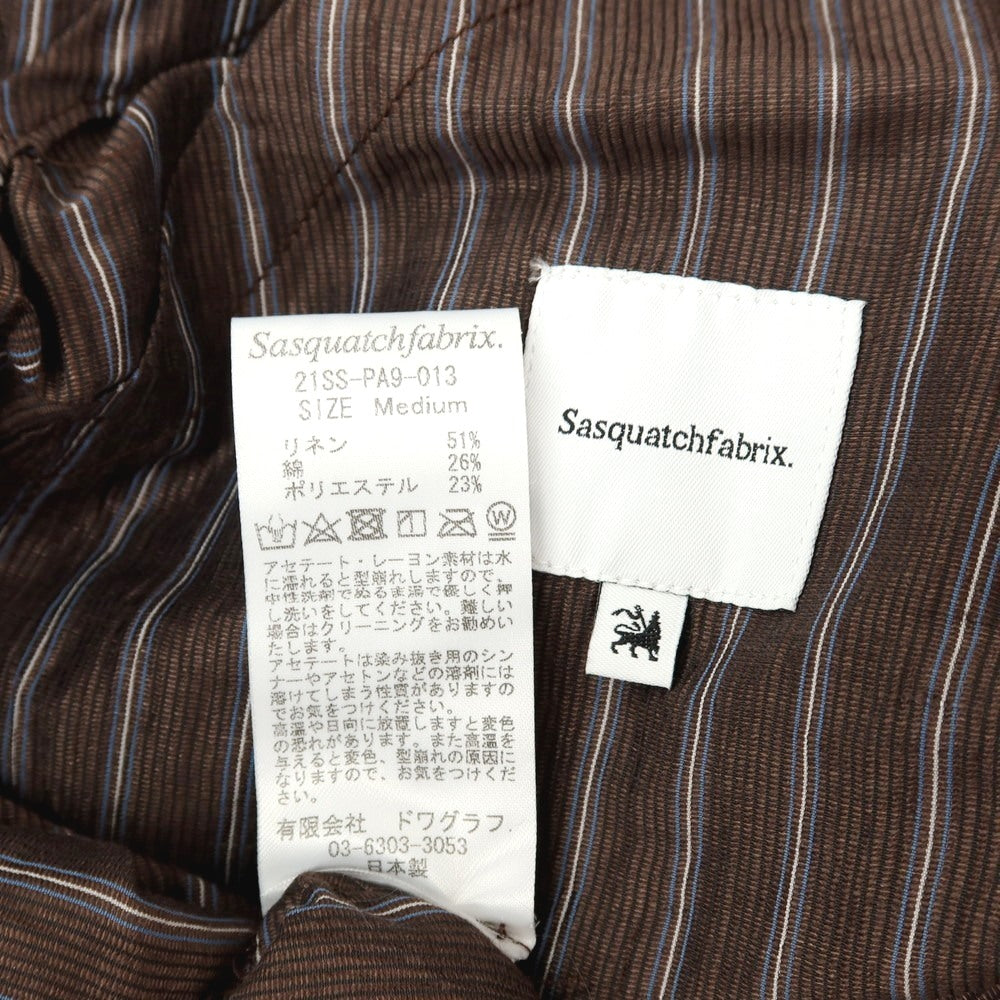 Sasquatchfabrix.
21SS-PA9-013
SIZE Medium
リネン 51%
綿 26%
ポリエステル 23%
W
アセテート・レーヨン素材は水
に濡れると型崩れしますので、
中性洗剤でぬるま湯で優しく押
し洗いをしてください。難しい
場合はクリーニングをお勧めい
たします。
アセテートは染み抜き用のシン
ナーやアセトンなどの溶剤には
溶けてしまう性質がありますの
でお気をつけください。
高温や日向に放置しますと変色
の恐れがあります。また高温を
与えると変色、型崩れの原因に
なりますので、お気をつけくだ
さい。
有限会社 ドワグラフ.
03-6303-3053
日本製
Sasquatchfabrix.